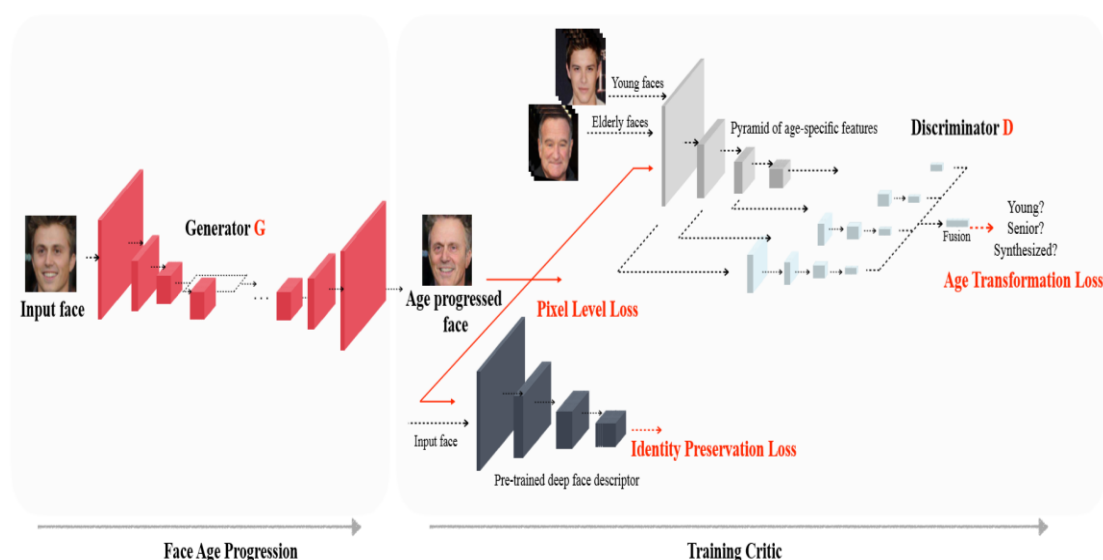 Young faces
Elderly faces
Pyramid of age-specific features
Discriminator D
Generator G
Young?
Senior?
Synthesized?
Fusion
Input face
Age progressed
face
Pixel Level Loss
Age Transformation Loss
Input face
Identity Preservation Loss
Pre-trained deep face descriptor
Face Age Progression
Training Critic